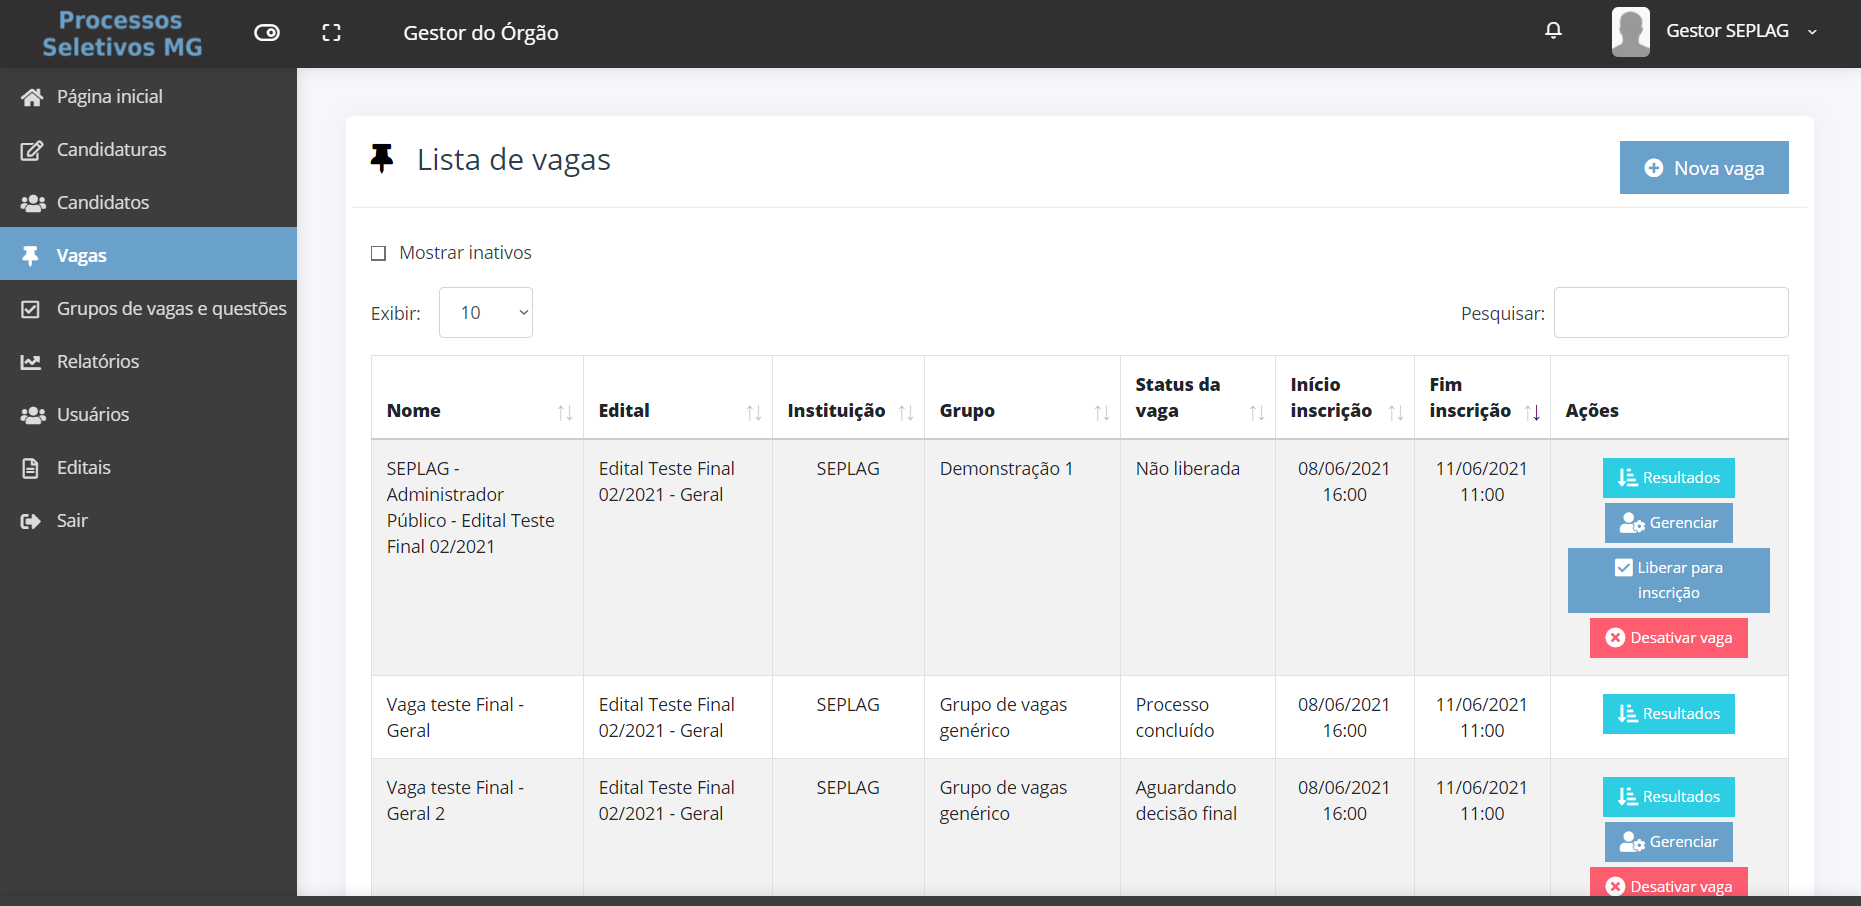 Processos
Seletivos MG
Gestor do Órgão
Gestor SEPLAG
Página inicial
Candidaturas
Candidatos
Vagas
Grupos de vagas e questões
Relatórios
Usuários
Editais
Sair
Lista de vagas
Nova vaga
Mostrar inativos
Exibir: 10
Pesquisar:
Nome
Edital
Instituição
Grupo
Status da
vaga
Início
inscrição
Fim
inscrição
Ações
SEPLAG -
Administrador
Público - Edital Teste
Final 02/2021
Edital Teste Final
02/2021 - Geral
SEPLAG
Demonstração 1
Não liberada
08/06/2021
16:00
11/06/2021
11:00
Resultados
Gerenciar
Liberar para
inscrição
Desativar vaga
Vaga teste Final -
Geral
Edital Teste Final
02/2021 - Geral
SEPLAG
Grupo de vagas
genérico
Processo
concluído
08/06/2021
16:00
11/06/2021
11:00
Resultados
Vaga teste Final -
Geral 2
Edital Teste Final
02/2021 - Geral
SEPLAG
Grupo de vagas
genérico
Aguardando
decisão final
08/06/2021
16:00
11/06/2021
11:00
Resultados
Gerenciar
Desativar vaga